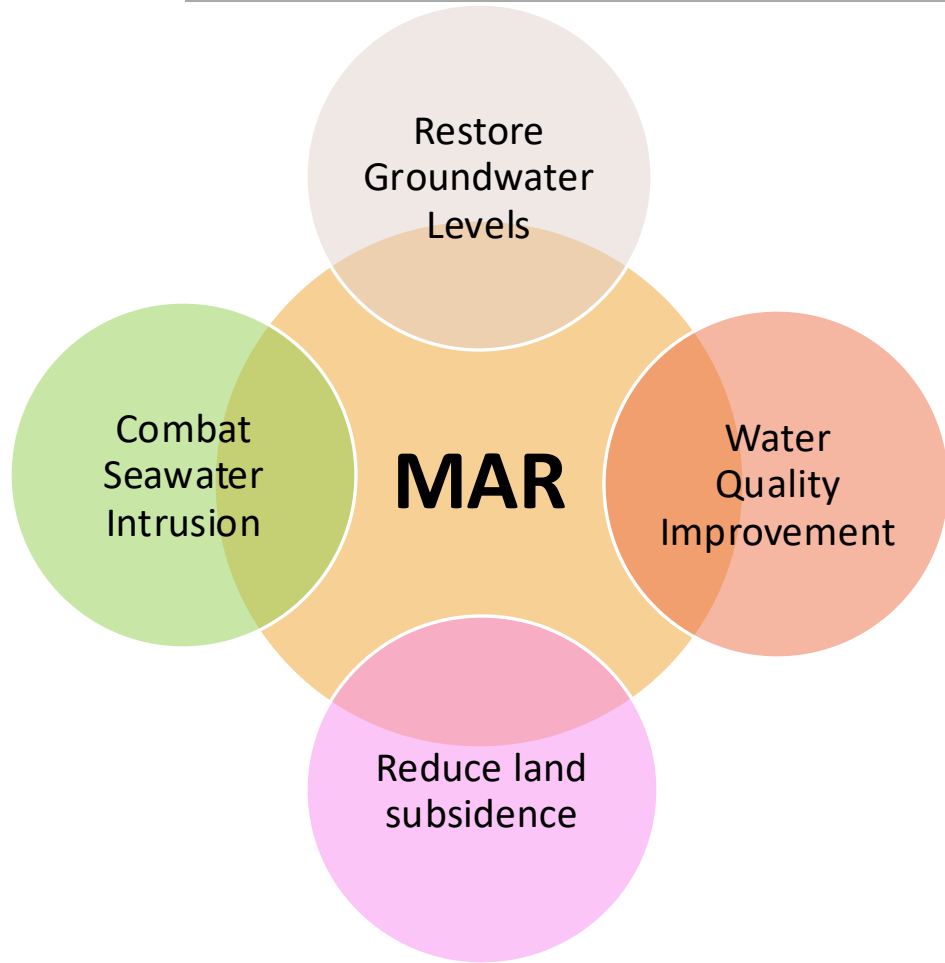 Restore
Groundwater
Levels
Combat
Seawater
Intrusion
MAR
Water
Quality
Improvement
Reduce land
subsidence